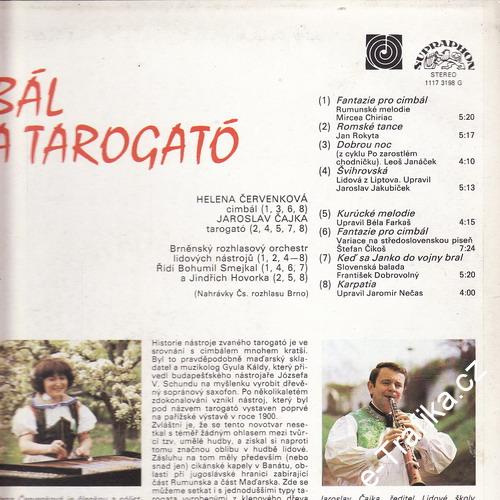 SUPRAPHON
STEREO
1117 3198 G
BÁL
A TAROGATÓ
(1) Fantazie pro cimbál
Rumunské melodie
Mircea Chiriac 5:20
(2) Romské tance
Jan Rokyta 5:17
(3) Dobrou noc
(z cyklu Po zarostlém
chodníčku). Leoš Janáček 4:10
(4) Švihrovská
Lidová z Liptova. Upravil
Jaroslav Jakubíček 5:13
(5) Kurúcké melodie
Upravil Béla Farkaš 4:15
(6) Fantazie pro cimbál
Variace na středoslovenskou píseň
Štefan Čikoš 7:24
(7) Keď sa Janko do vojny bral
Slovenská balada
František Dobrovolný 5:20
(8) Karpatia
Upravil Jaromír Nečas 4:00
HELENA ČERVENKOVÁ
cimbál (1, 3, 6, 8)
JAROSLAV ČAJKA
tarogató (2, 4, 5, 7, 8)
Brněnský rozhlasový orchestr
lidových nástrojů (1, 2, 4—8)
Řídí Bohumil Smejkal (1, 4, 6, 7)
a Jindřich Hovorka (2, 5, 8)
(Nahrávky Čs. rozhlasu Brno)
Historie nástroje zvaného tarogató je ve
srovnání s cimbálem mnohem kratší.
Byl to pravděpodobně maďarský skla-
datel a muzikolog Gyula Káldy, který při-
vedl budapešťského nástrojaře Józsefa
V. Schundu na myšlenku vyrobit dřevě-
ný sopránový saxofon. Po několikaletém
zdokonalování vznikl nástroj, který byl
pod názvem tarogató vystaven poprvé
na pařížské výstavě v roce 1900.
Zvláštní je, že se tento novotvar nese-
tkal s téměř žádným ohlasem mezi tvůr-
ci tzv. umělé hudby, a získal si naproti
tomu značnou oblibu v hudbě lidové.
Zásluhu na tom měly především (nebo
snad jen) cikánské kapely v Banátu, ob-
lasti při jugoslávské hranici zabírající
část Rumunska a část Maďarska. Zde se
můžeme setkat i s jednoduššími typy ta-
rogata vyrobenými z klenového dřeva
Jaroslav Čajka, ředitel Lidové školy